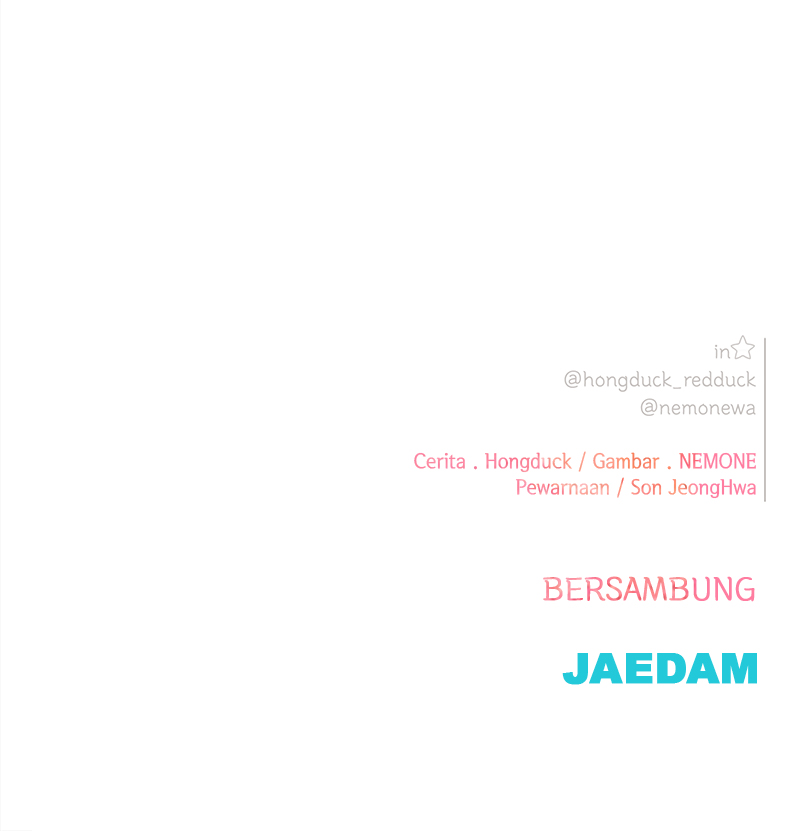 in☆
@hongduck_redduck
@nemonewa
Cerita . Hongduck / Gambar . NEMONE
Pewarnaan / Son JeongHwa
BERSAMBUNG
JAEDAM